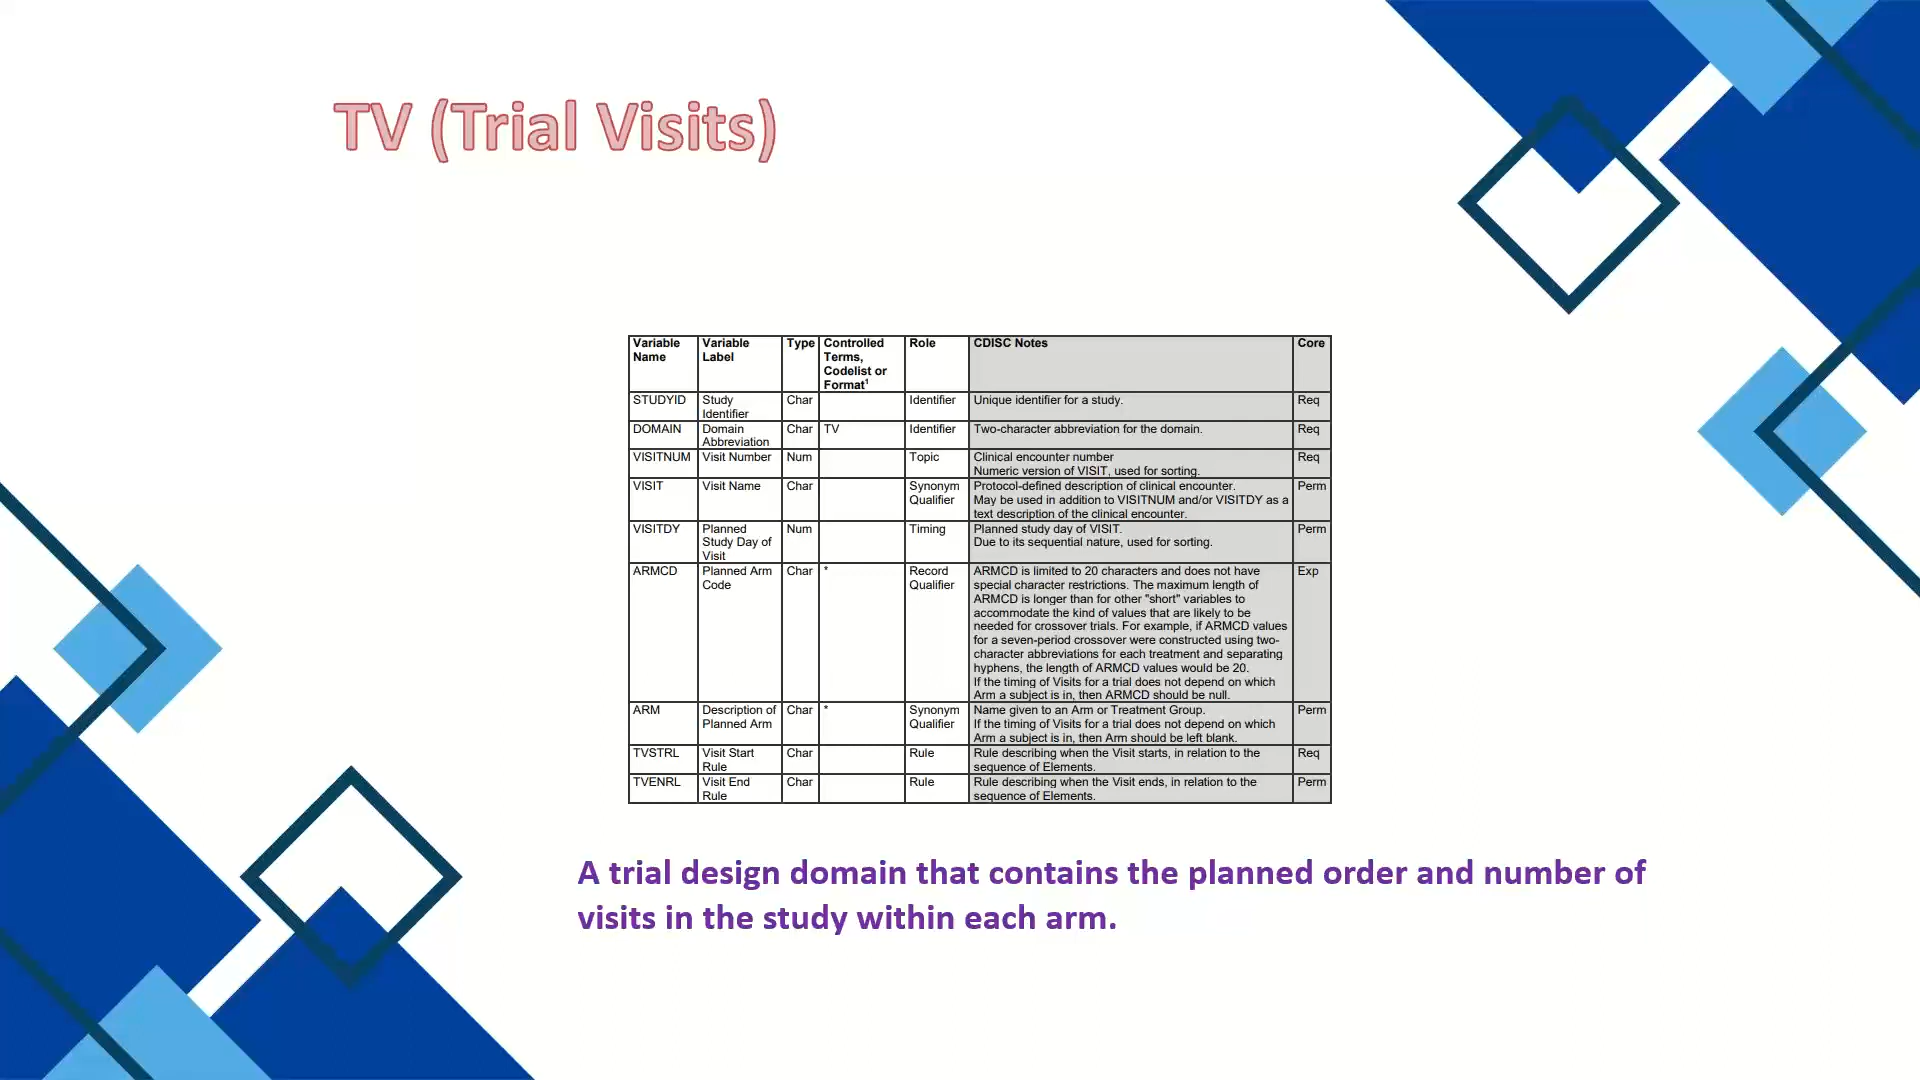 TV (Trial Visits)
Variable Name | Variable Label | Type | Controlled Terms, Codelist or Format¹ | Role | CDISC Notes | Core
STUDYID | Study Identifier | Char | | Identifier | Unique identifier for a study. | Req
DOMAIN | Domain Abbreviation | Char | TV | Identifier | Two-character abbreviation for the domain. | Req
VISITNUM | Visit Number | Num | | Topic | Clinical encounter number Numeric version of VISIT, used for sorting. | Req
VISIT | Visit Name | Char | | Synonym Qualifier | Protocol-defined description of clinical encounter. May be used in addition to VISITNUM and/or VISITDY as a text description of the clinical encounter. | Perm
VISITDY | Planned Study Day of Visit | Num | | Timing | Planned study day of VISIT. Due to its sequential nature, used for sorting. | Perm
ARMCD | Planned Arm Code | Char | * | Record Qualifier | ARMCD is limited to 20 characters and does not have special character restrictions. The maximum length of ARMCD is longer than for other "short" variables to accommodate the kind of values that are likely to be needed for crossover trials. For example, if ARMCD values for a seven-period crossover were constructed using two-character abbreviations for each treatment and separating hyphens, the length of ARMCD values would be 20. If the timing of Visits for a trial does not depend on which Arm a subject is in, then ARMCD should be null. | Exp
ARM | Description of Planned Arm | Char | * | Synonym Qualifier | Name given to an Arm or Treatment Group. If the timing of Visits for a trial does not depend on which Arm a subject is in, then Arm should be left blank. | Perm
TVSTRL | Visit Start Rule | Char | | Rule | Rule describing when the Visit starts, in relation to the sequence of Elements. | Req
TVENRL | Visit End Rule | Char | | Rule | Rule describing when the Visit ends, in relation to the sequence of Elements. | Perm
A trial design domain that contains the planned order and number of
visits in the study within each arm.